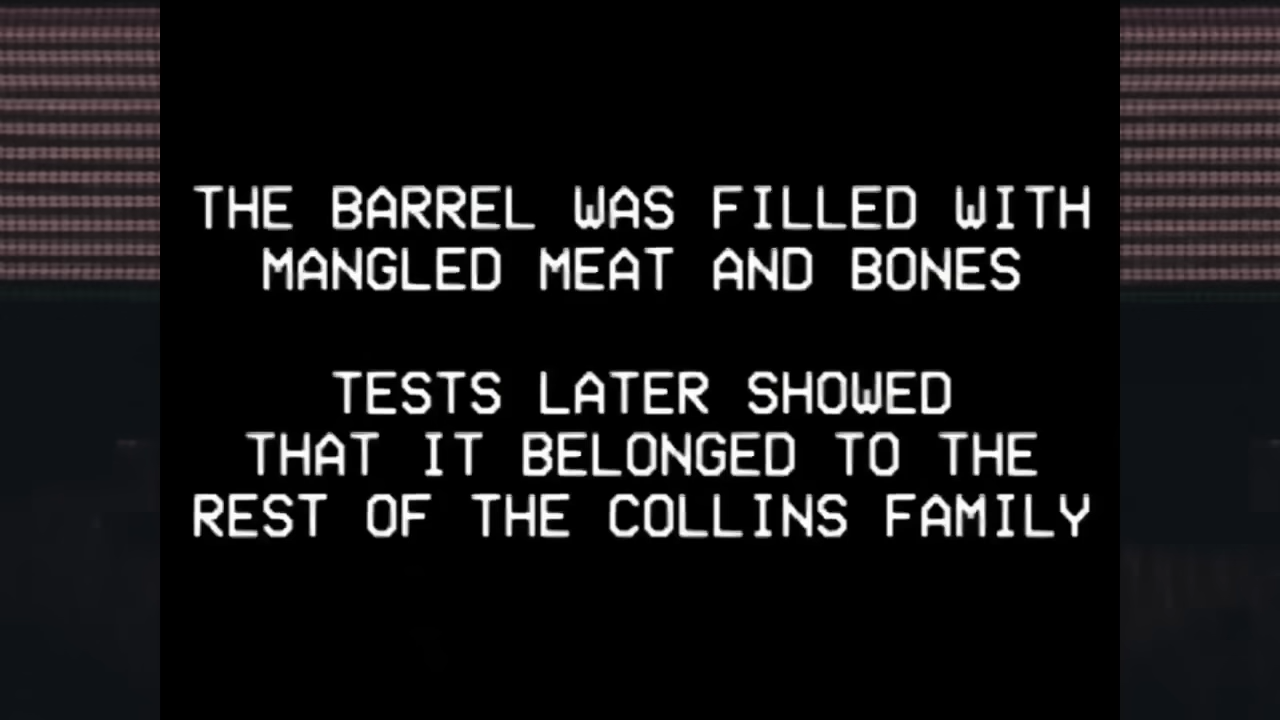 THE BARREL WAS FILLED WITH
MANGLED MEAT AND BONES
TESTS LATER SHOWED
THAT IT BELONGED TO THE
REST OF THE COLLINS FAMILY